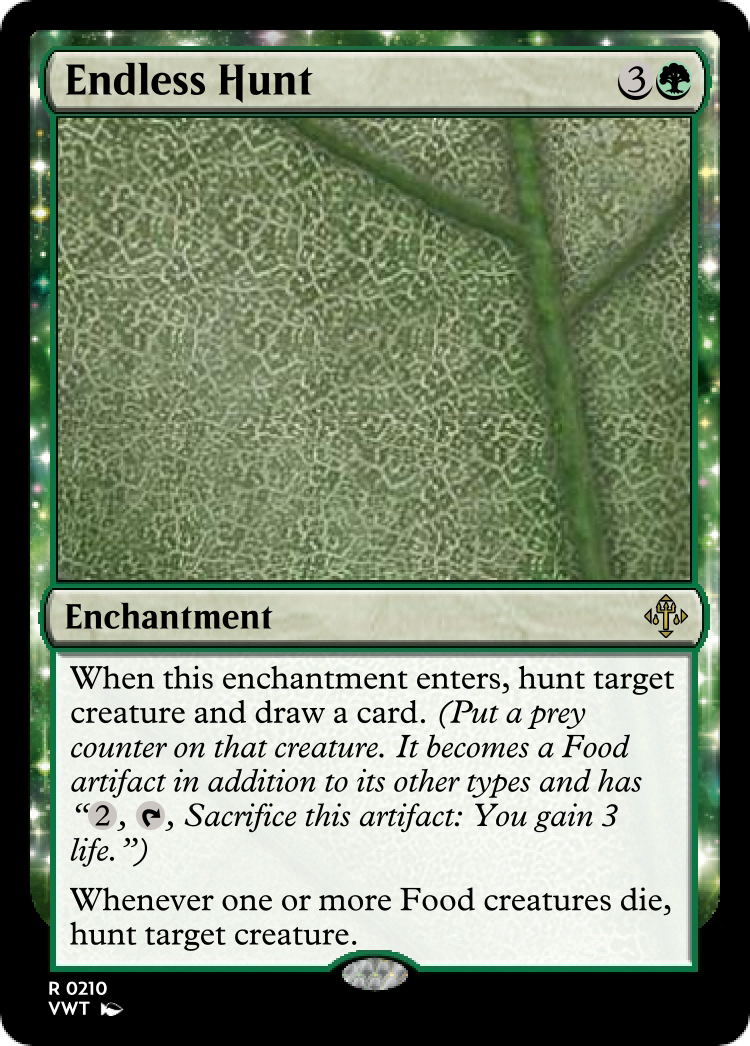 Endless Hunt 3
Enchantment
When this enchantment enters, hunt target
creature and draw a card. (Put a prey
counter on that creature. It becomes a Food
artifact in addition to its other types and has
“2, , Sacrifice this artifact: You gain 3
life.”)
Whenever one or more Food creatures die,
hunt target creature.
R 0210
VWT